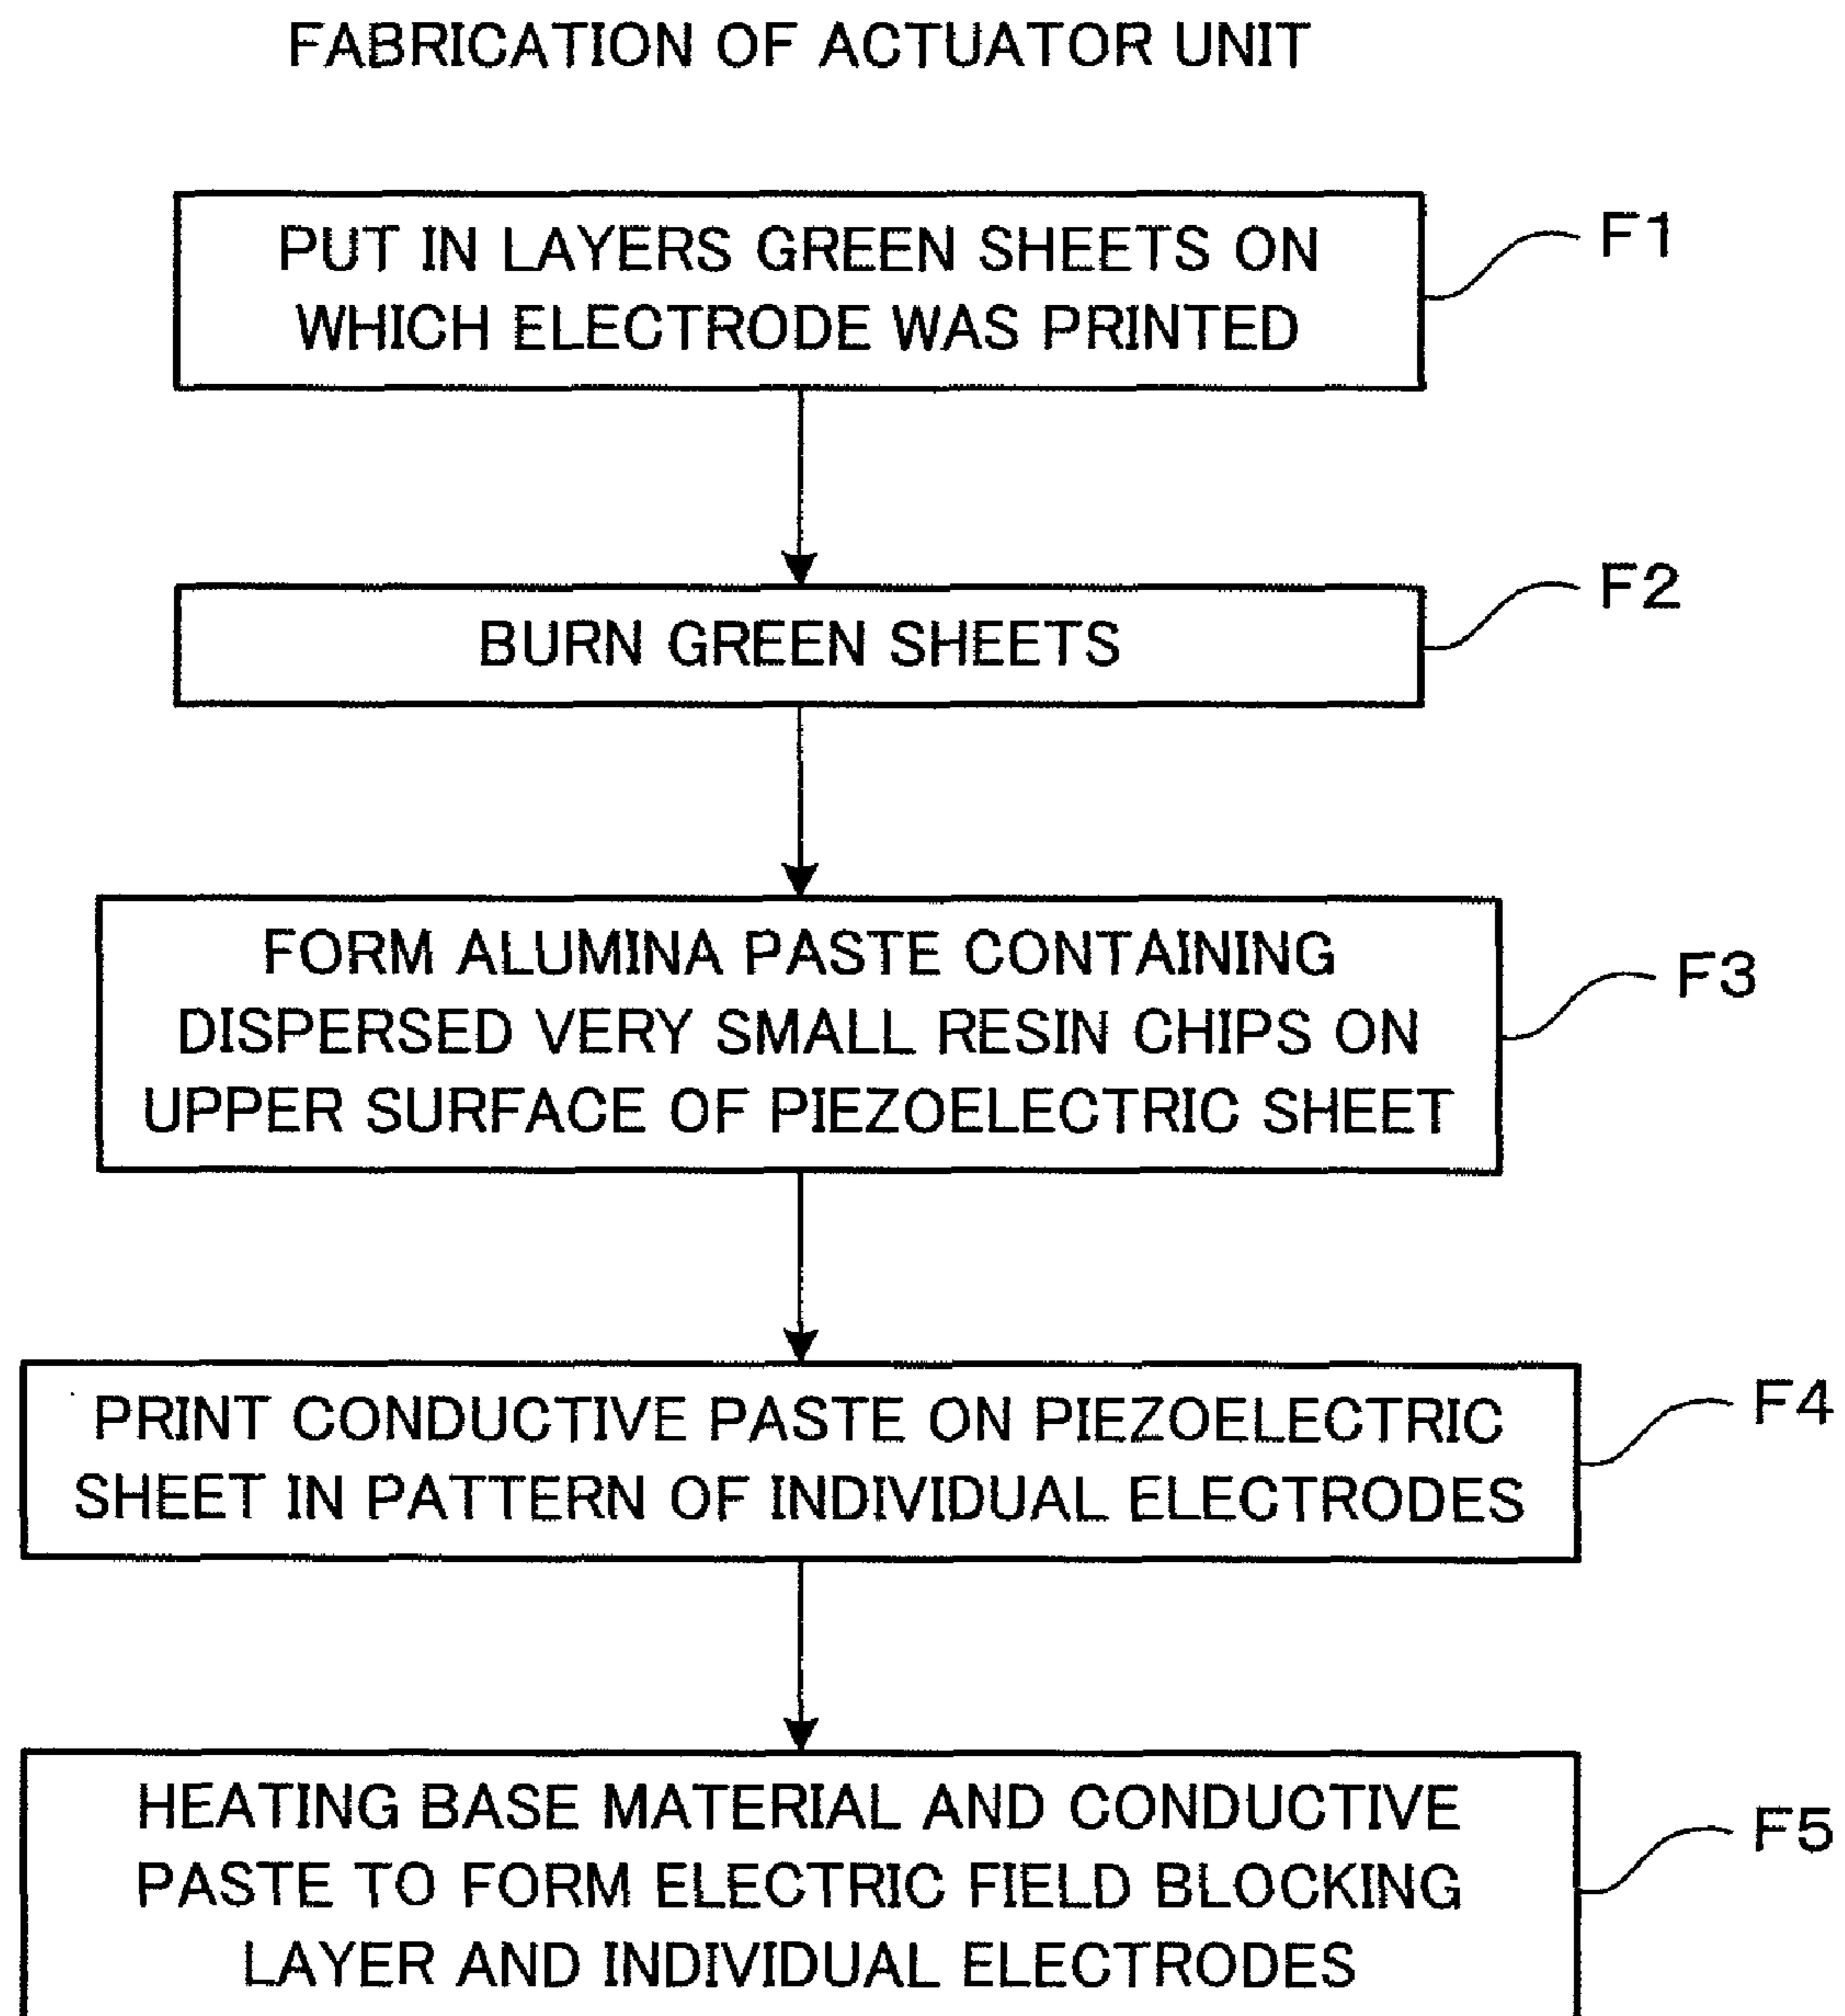 FABRICATION OF ACTUATOR UNIT
PUT IN LAYERS GREEN SHEETS ON
WHICH ELECTRODE WAS PRINTED
F1
BURN GREEN SHEETS
F2
FORM ALUMINA PASTE CONTAINING
DISPERSED VERY SMALL RESIN CHIPS ON
UPPER SURFACE OF PIEZOELECTRIC SHEET
F3
PRINT CONDUCTIVE PASTE ON PIEZOELECTRIC
SHEET IN PATTERN OF INDIVIDUAL ELECTRODES
F4
HEATING BASE MATERIAL AND CONDUCTIVE
PASTE TO FORM ELECTRIC FIELD BLOCKING
LAYER AND INDIVIDUAL ELECTRODES
F5